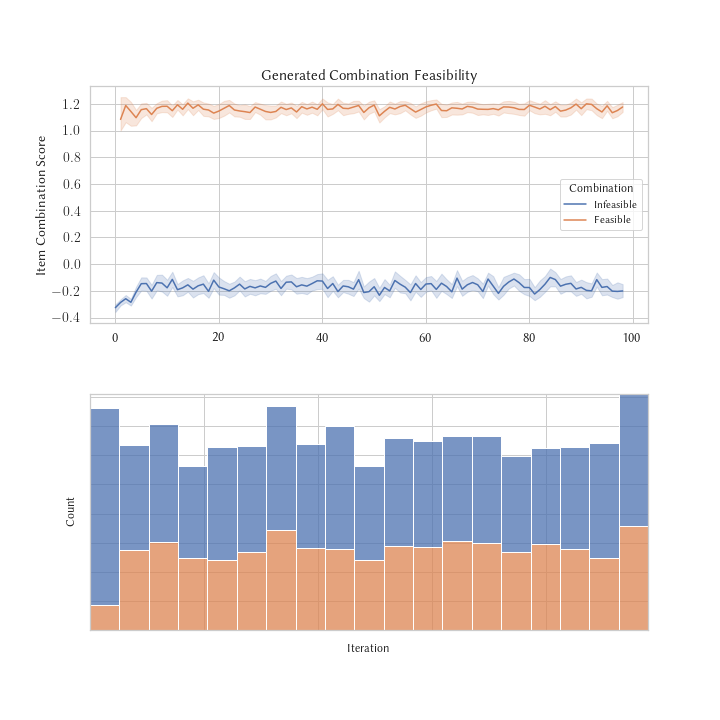 Generated Combination Feasibility
Item Combination Score
1.2
1.0
0.8
0.6
0.4
0.2
0.0
−0.2
−0.4
Combination
Infeasible
Feasible
0 20 40 60 80 100
Count
Iteration